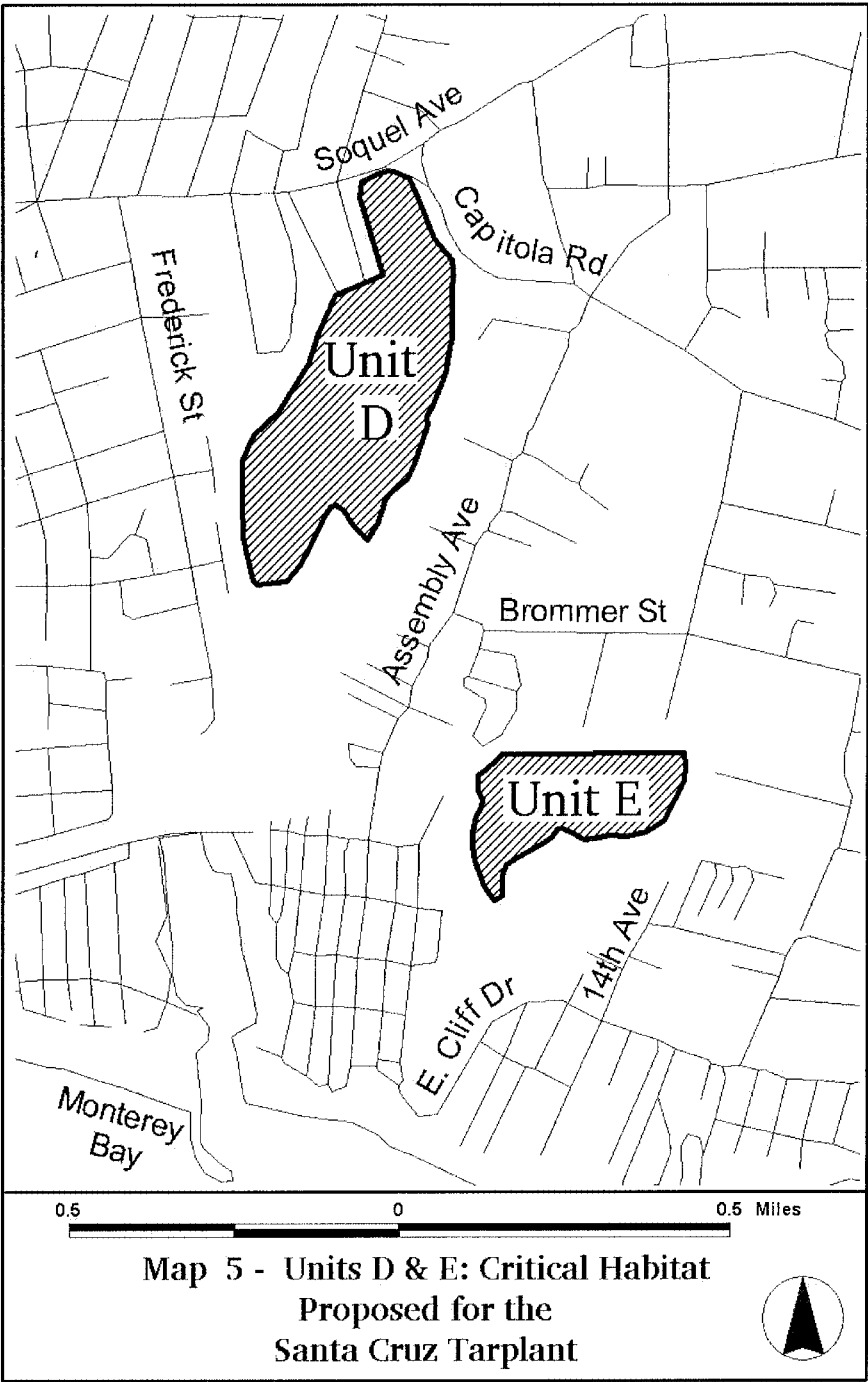 Soquel Ave
Capitola Rd
Frederick St
Unit
D
Assembly Ave
Brommer St
Unit E
14th Ave
E. Cliff Dr
Monterey
Bay
0.5 0 0.5 Miles
Map 5 - Units D & E: Critical Habitat
Proposed for the
Santa Cruz Tarplant